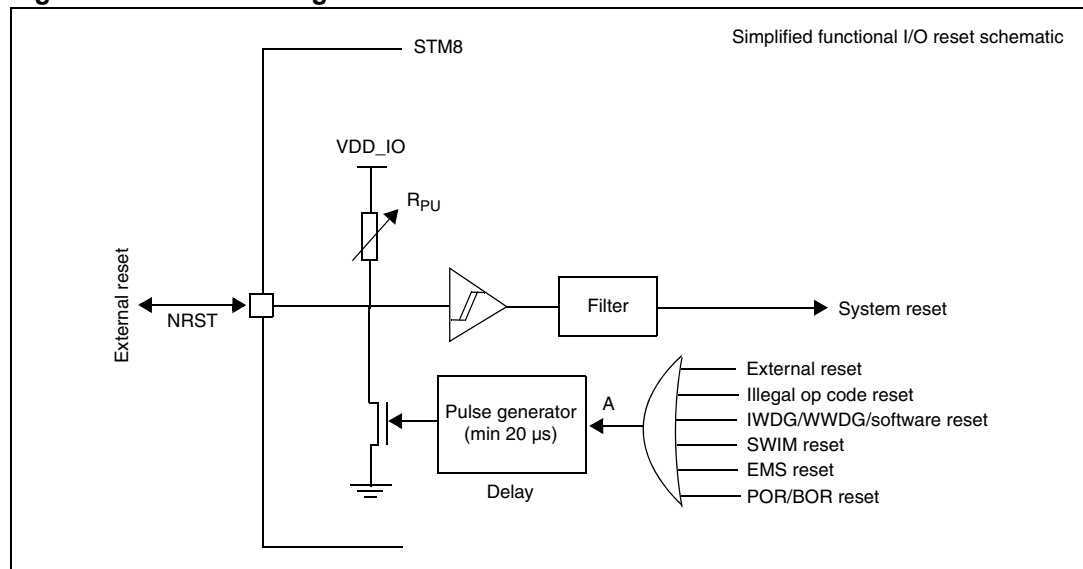 Simplified functional I/O reset schematic
STM8
VDD_IO
RPU
External reset
NRST
Filter
System reset
Pulse generator
(min 20 µs)
Delay
A
External reset
Illegal op code reset
IWDG/WWDG/software reset
SWIM reset
EMS reset
POR/BOR reset